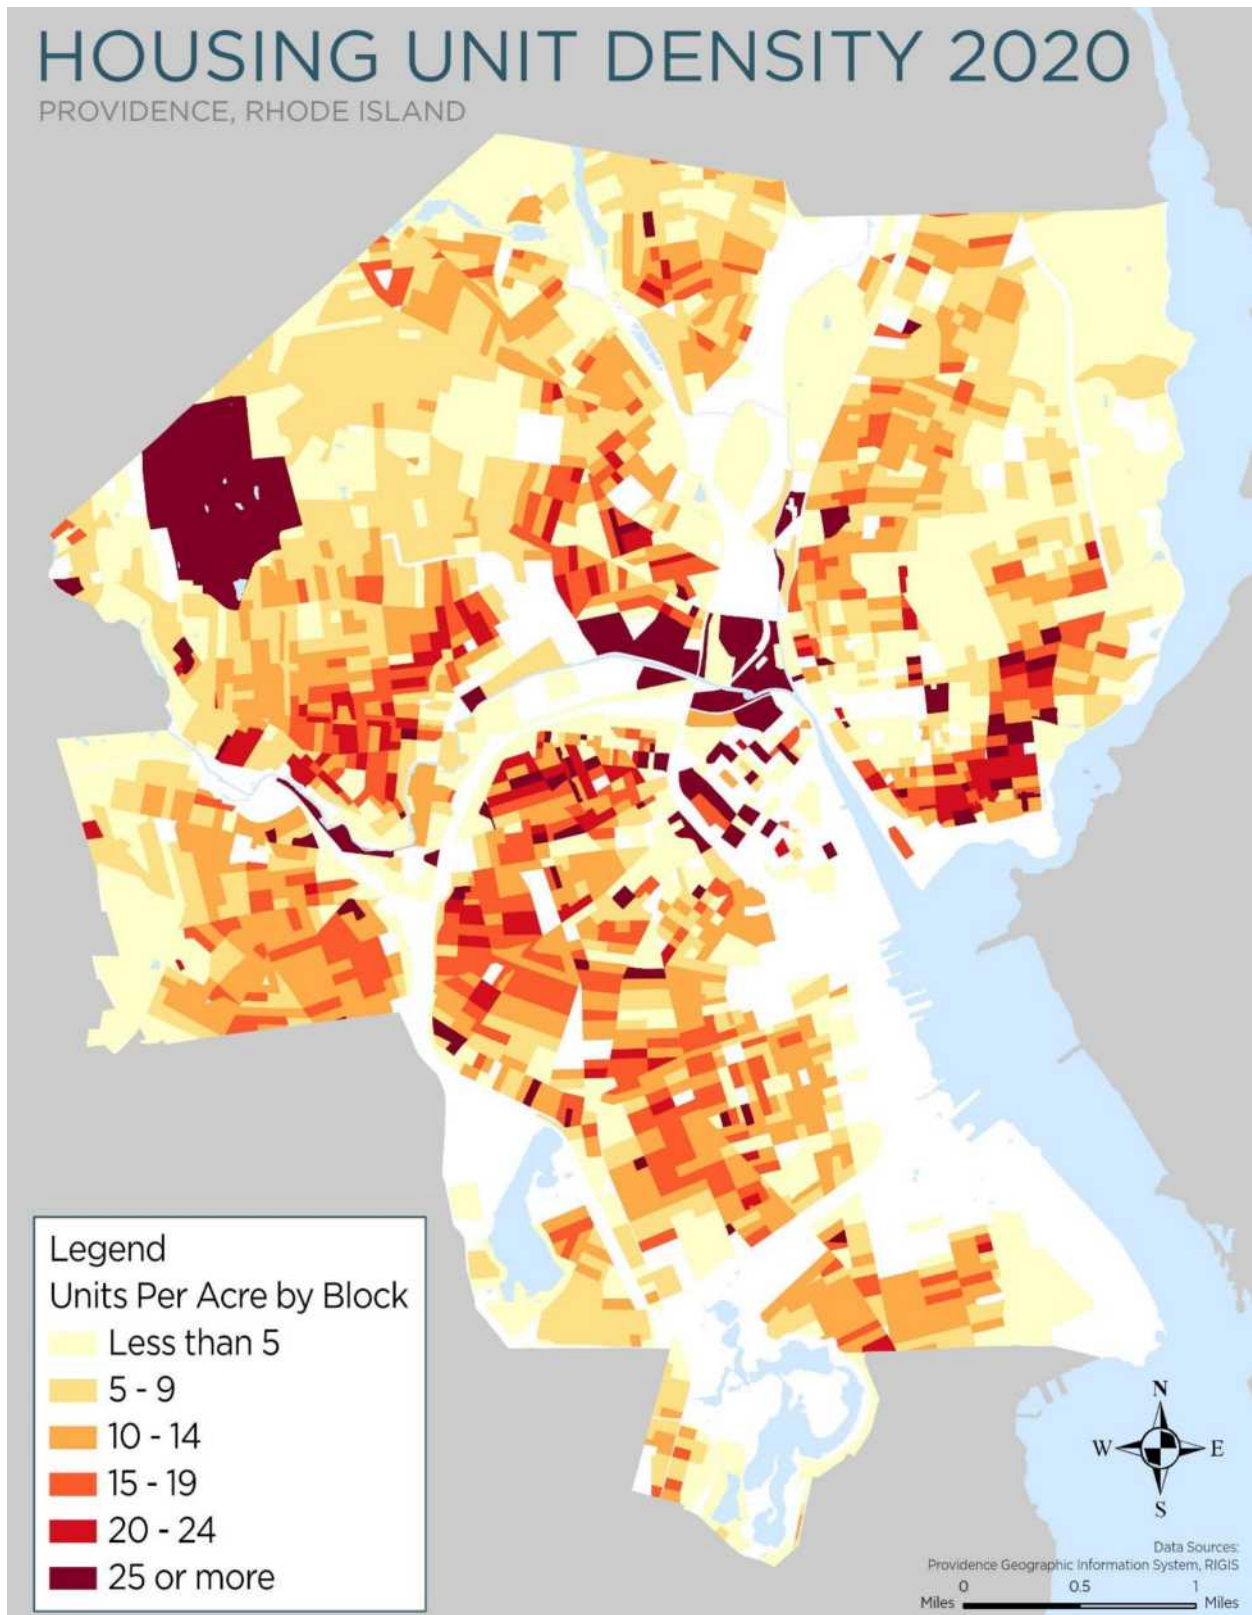 HOUSING UNIT DENSITY 2020
PROVIDENCE, RHODE ISLAND
Legend
Units Per Acre by Block
Less than 5
5 - 9
10 - 14
15 - 19
20 - 24
25 or more
N
W E
S
Data Sources:
Providence Geographic Information System, RIGIS
0 0.5 1
Miles Miles